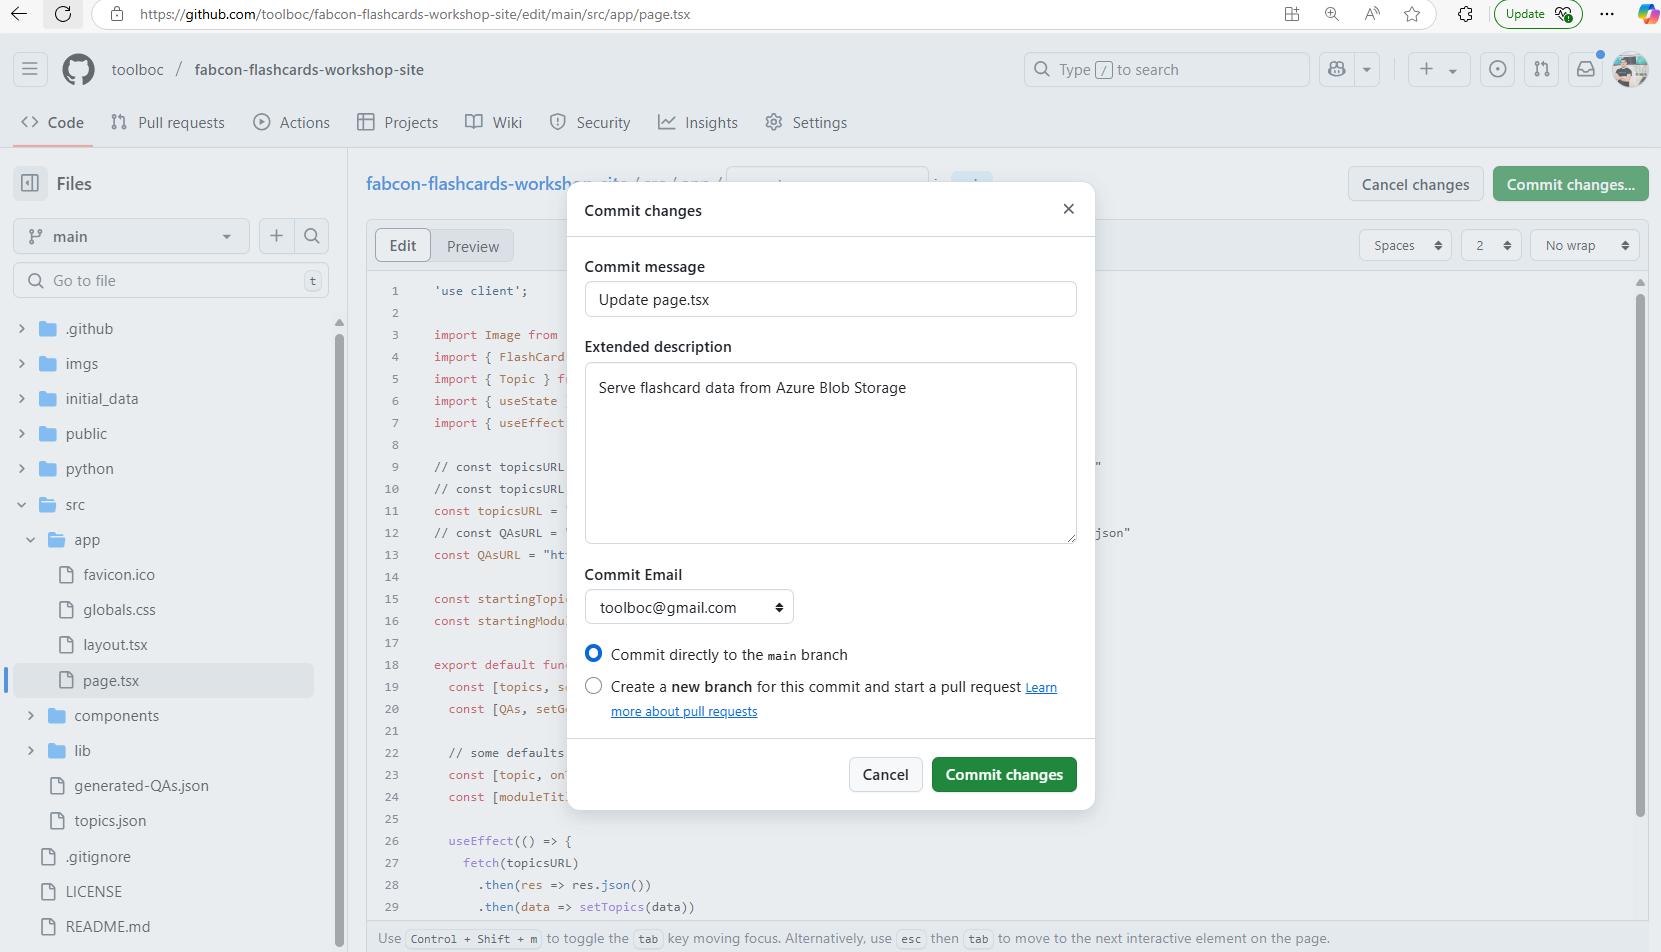 https://github.com/toolboc/fabcon-flashcards-workshop-site/edit/main/src/app/page.tsx
Update
toolboc / fabcon-flashcards-workshop-site
Type / to search
Code
Pull requests
Actions
Projects
Wiki
Security
Insights
Settings
Files
main
Go to file
t
.github
imgs
initial_data
public
python
src
app
favicon.ico
globals.css
layout.tsx
page.tsx
components
lib
generated-QAs.json
topics.json
.gitignore
LICENSE
README.md
fabcon-flashcards-workshop
Cancel changes
Commit changes...
Edit
Preview
Spaces
2
No wrap
1 'use client';
2
3 import Image from
4 import { FlashCard
5 import { Topic }
6 import { useState
7 import { useEffect
8
9 // const topicsURL "
10 // const topicsURL
11 const topicsURL =
12 // const QAsURL = json"
13 const QAsURL =
14
15 const
16 const
17
18 export default
19 const [topics,
20 const [QAs,
21
22 // some defaults
23 const [topic,
24 const
25
26 useEffect(() => {
27 fetch(topicsURL)
28 .then(res => res.json())
29 .then(data => setTopics(data))
Use Control + Shift + m to toggle the tab key moving focus. Alternatively, use esc then tab to move to the next interactive element on the page.
Commit changes
Commit message
Update page.tsx
Extended description
Serve flashcard data from Azure Blob Storage
Commit Email
toolboc@gmail.com
Commit directly to the main branch
Create a new branch for this commit and start a pull request Learn
more about pull requests
Cancel
Commit changes